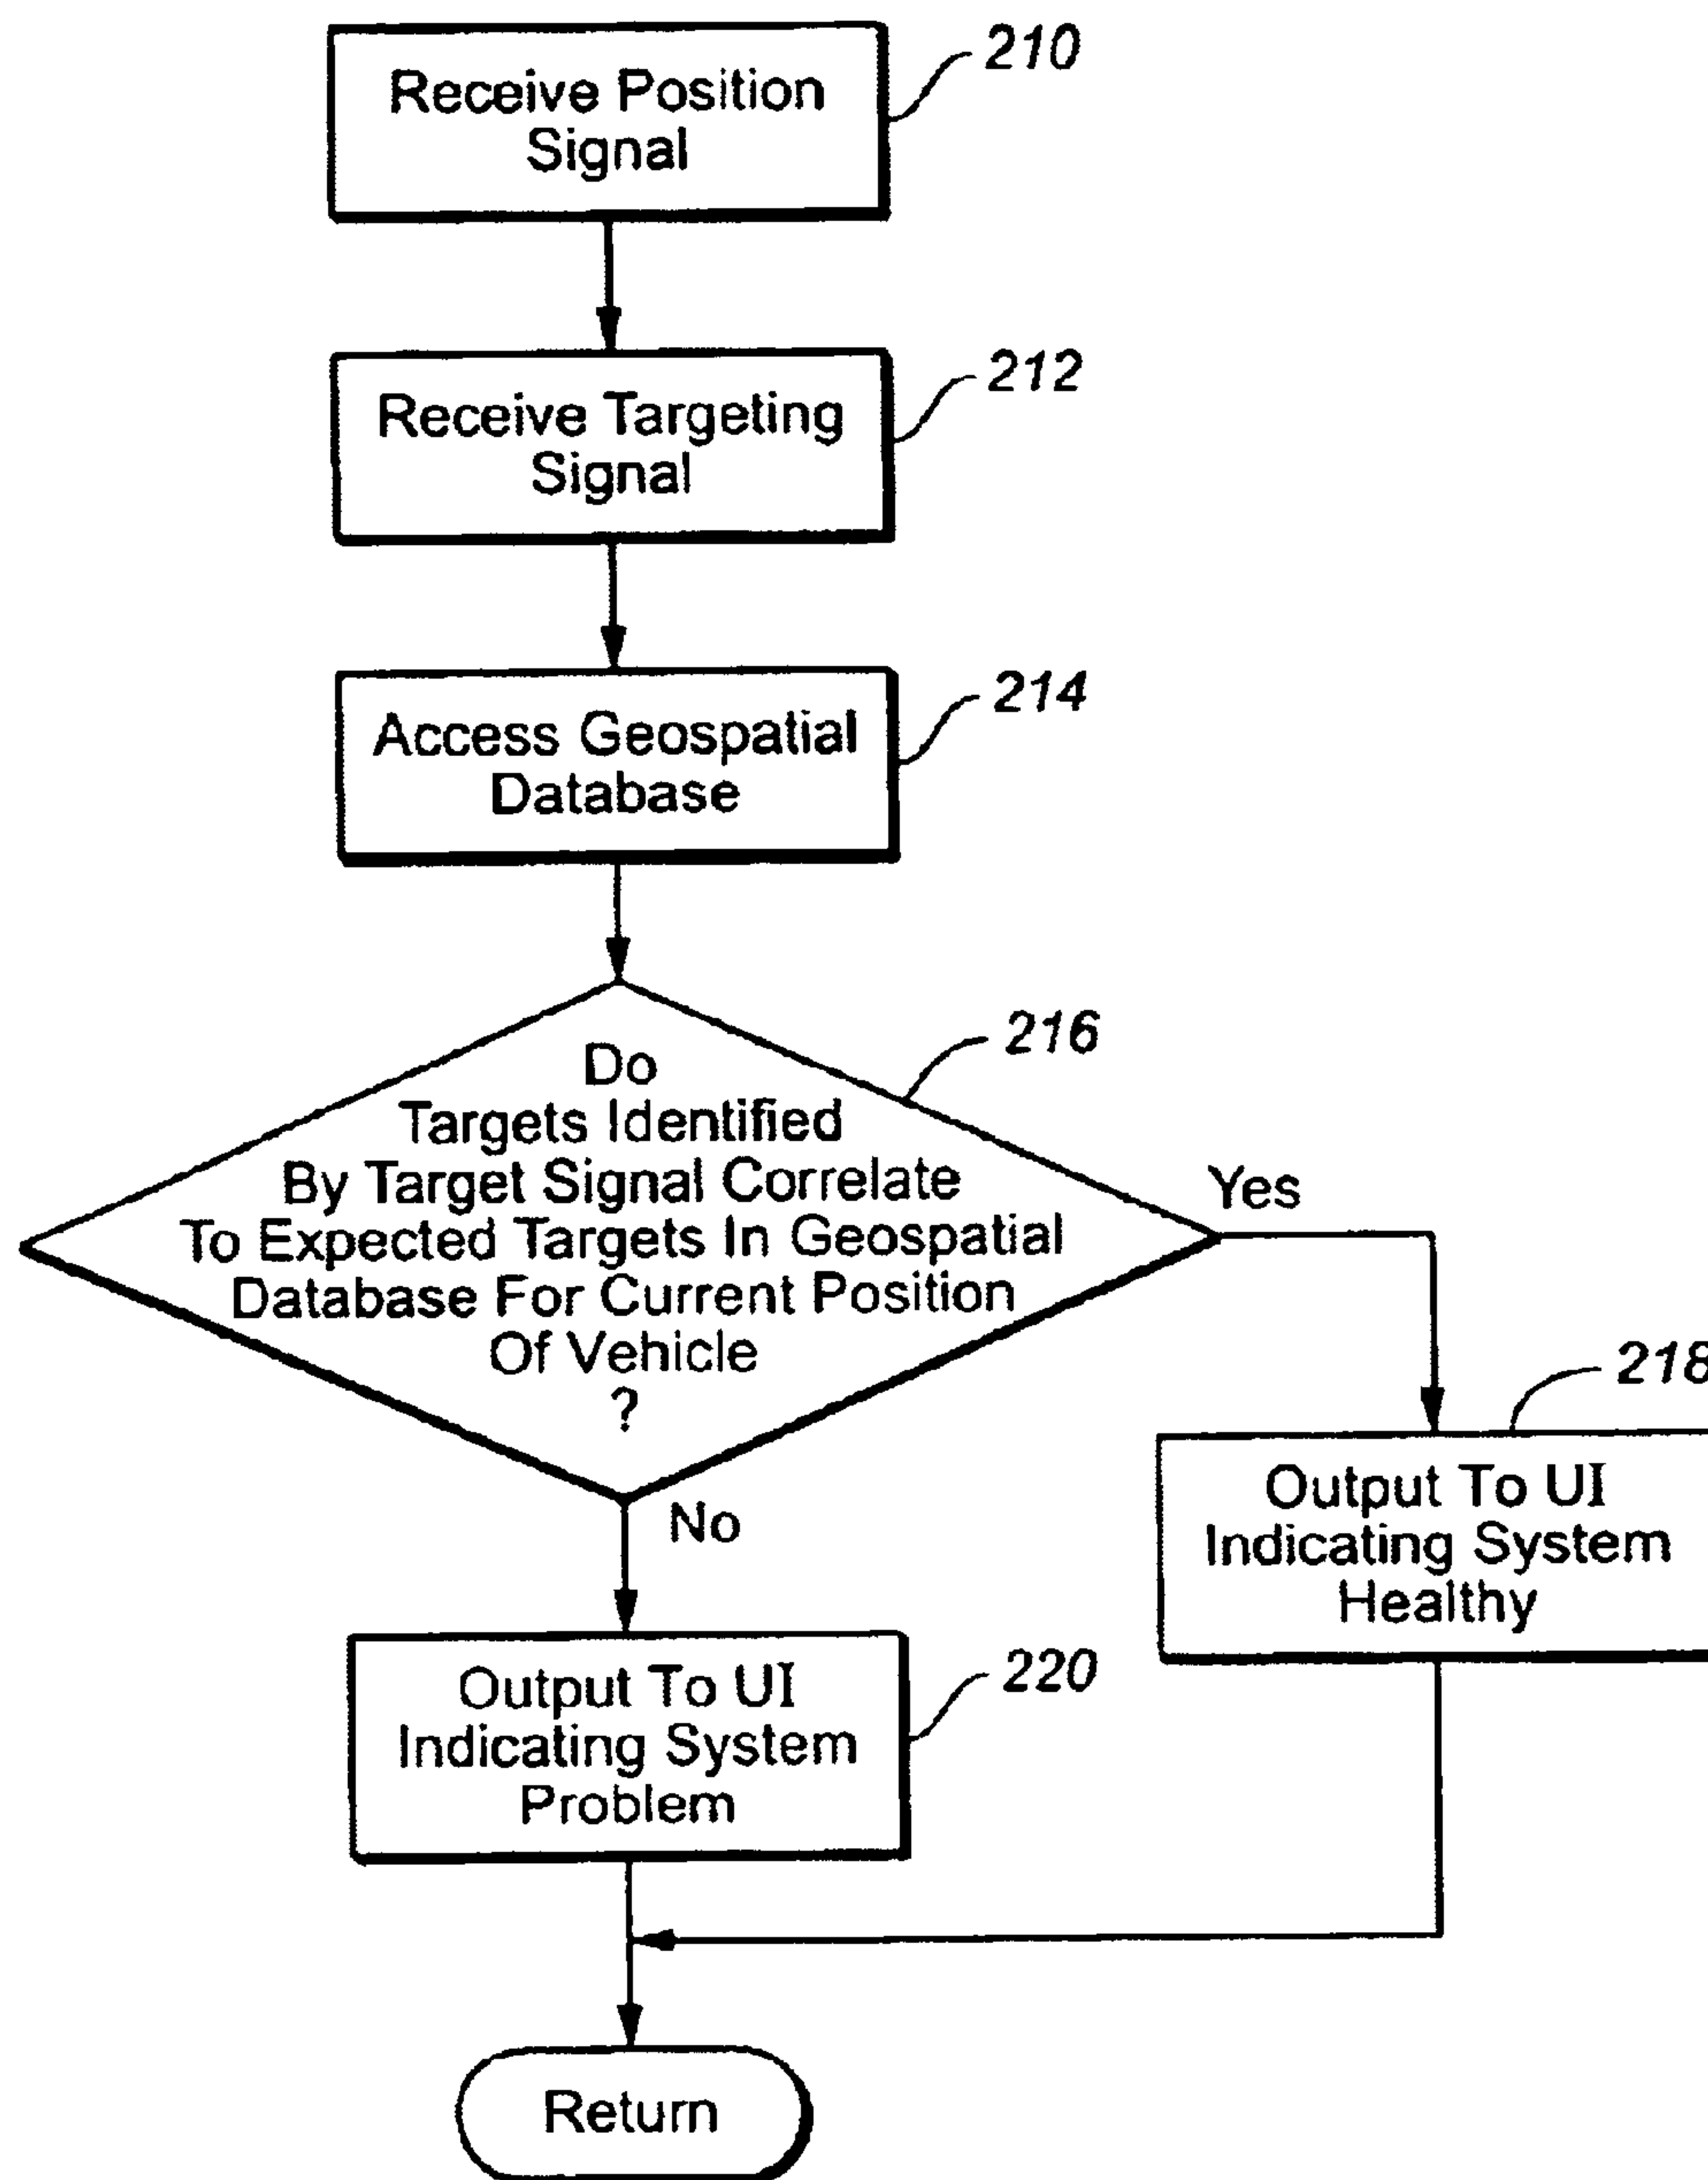 210
Receive Position
Signal
212
Receive Targeting
Signal
214
Access Geospatial
Database
216
Do
Targets Identified
By Target Signal Correlate
To Expected Targets In Geospatial
Database For Current Position
Of Vehicle
?
Yes
No
218
Output To UI
Indicating System
Healthy
220
Output To UI
Indicating System
Problem
Return